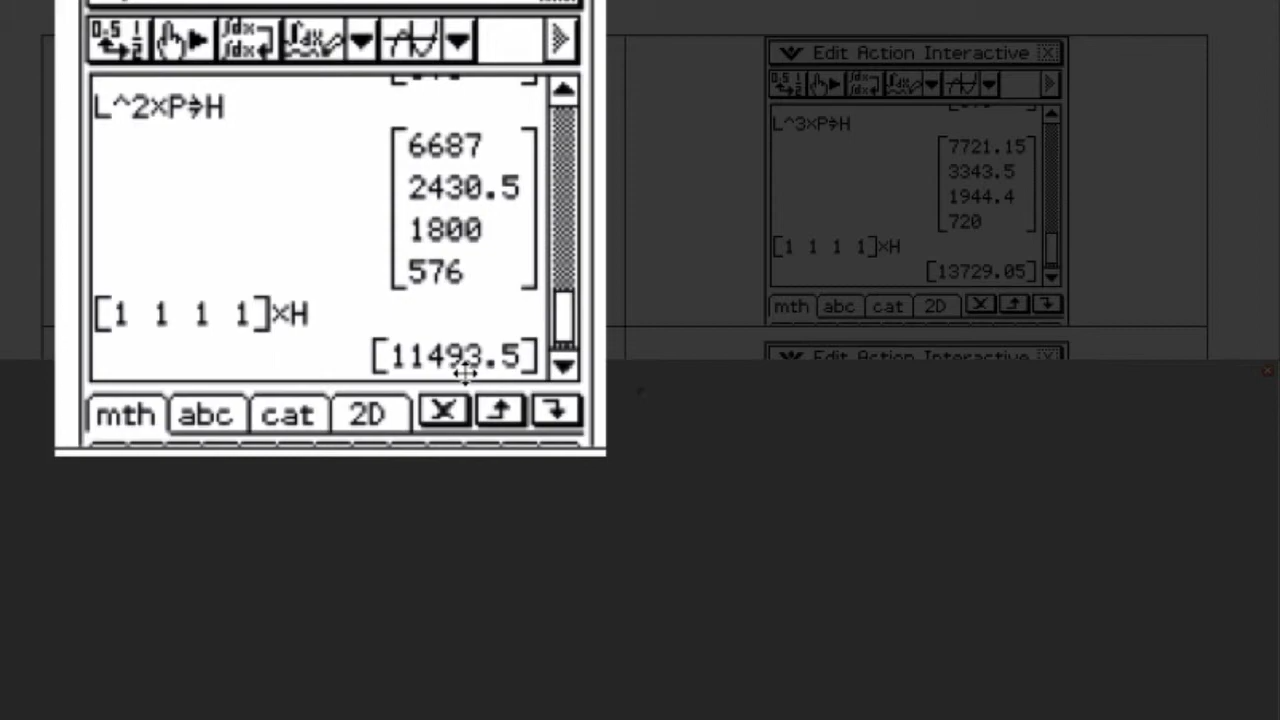 L^2×P⇒H
6687
2430.5
1800
576
[1 1 1 1]×H
[11493.5]
mth abc cat 2D
Edit Action Interactive
L^3×P⇒H
7721.15
3343.5
1944.4
720
[1 1 1 1]×H
[13729.05]
mth abc cat 2D
Edit Action Interactive